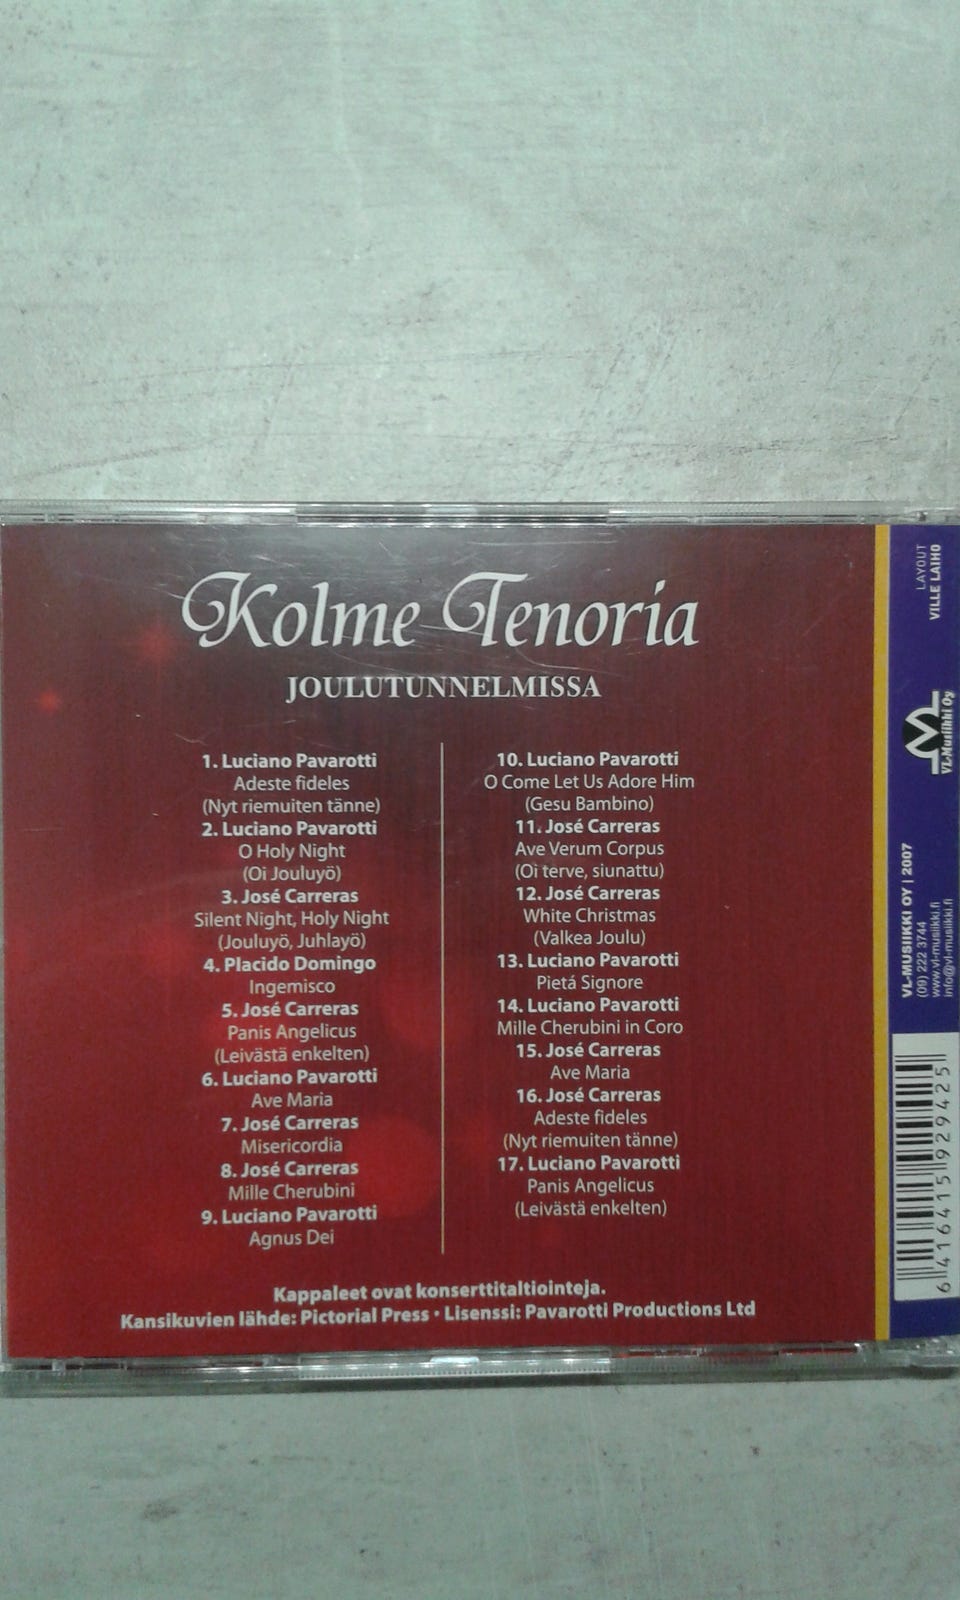 Kolme Tenoria
JOULUTUNNELMISSA
1. Luciano Pavarotti
Adeste fideles
(Nyt riemuiten tänne)
2. Luciano Pavarotti
O Holy Night
(Oi Jouluyö)
3. José Carreras
Silent Night, Holy Night
(Jouluyö, Juhlayö)
4. Placido Domingo
Ingemisco
5. José Carreras
Panis Angelicus
(Leivästä enkelten)
6. Luciano Pavarotti
Ave Maria
7. José Carreras
Misericordia
8. José Carreras
Mille Cherubini
9. Luciano Pavarotti
Agnus Dei
10. Luciano Pavarotti
O Come Let Us Adore Him
(Gesu Bambino)
11. José Carreras
Ave Verum Corpus
(Oi terve, siunattu)
12. José Carreras
White Christmas
(Valkea Joulu)
13. Luciano Pavarotti
Pietá Signore
14. Luciano Pavarotti
Mille Cherubini in Coro
15. José Carreras
Ave Maria
16. José Carreras
Adeste fideles
(Nyt riemuiten tänne)
17. Luciano Pavarotti
Panis Angelicus
(Leivästä enkelten)
Kappaleet ovat konserttitaltiointeja.
Kansikuvien lähde: Pictorial Press • Lisenssi: Pavarotti Productions Ltd
LAYOUT
VILLE LAIHO
VL-Musiikki Oy
VL-MUSIIKKI OY | 2007
(09) 222 3744
www.vl-musiikki.fi
info@vl-musiikki.fi
6 416415 929425